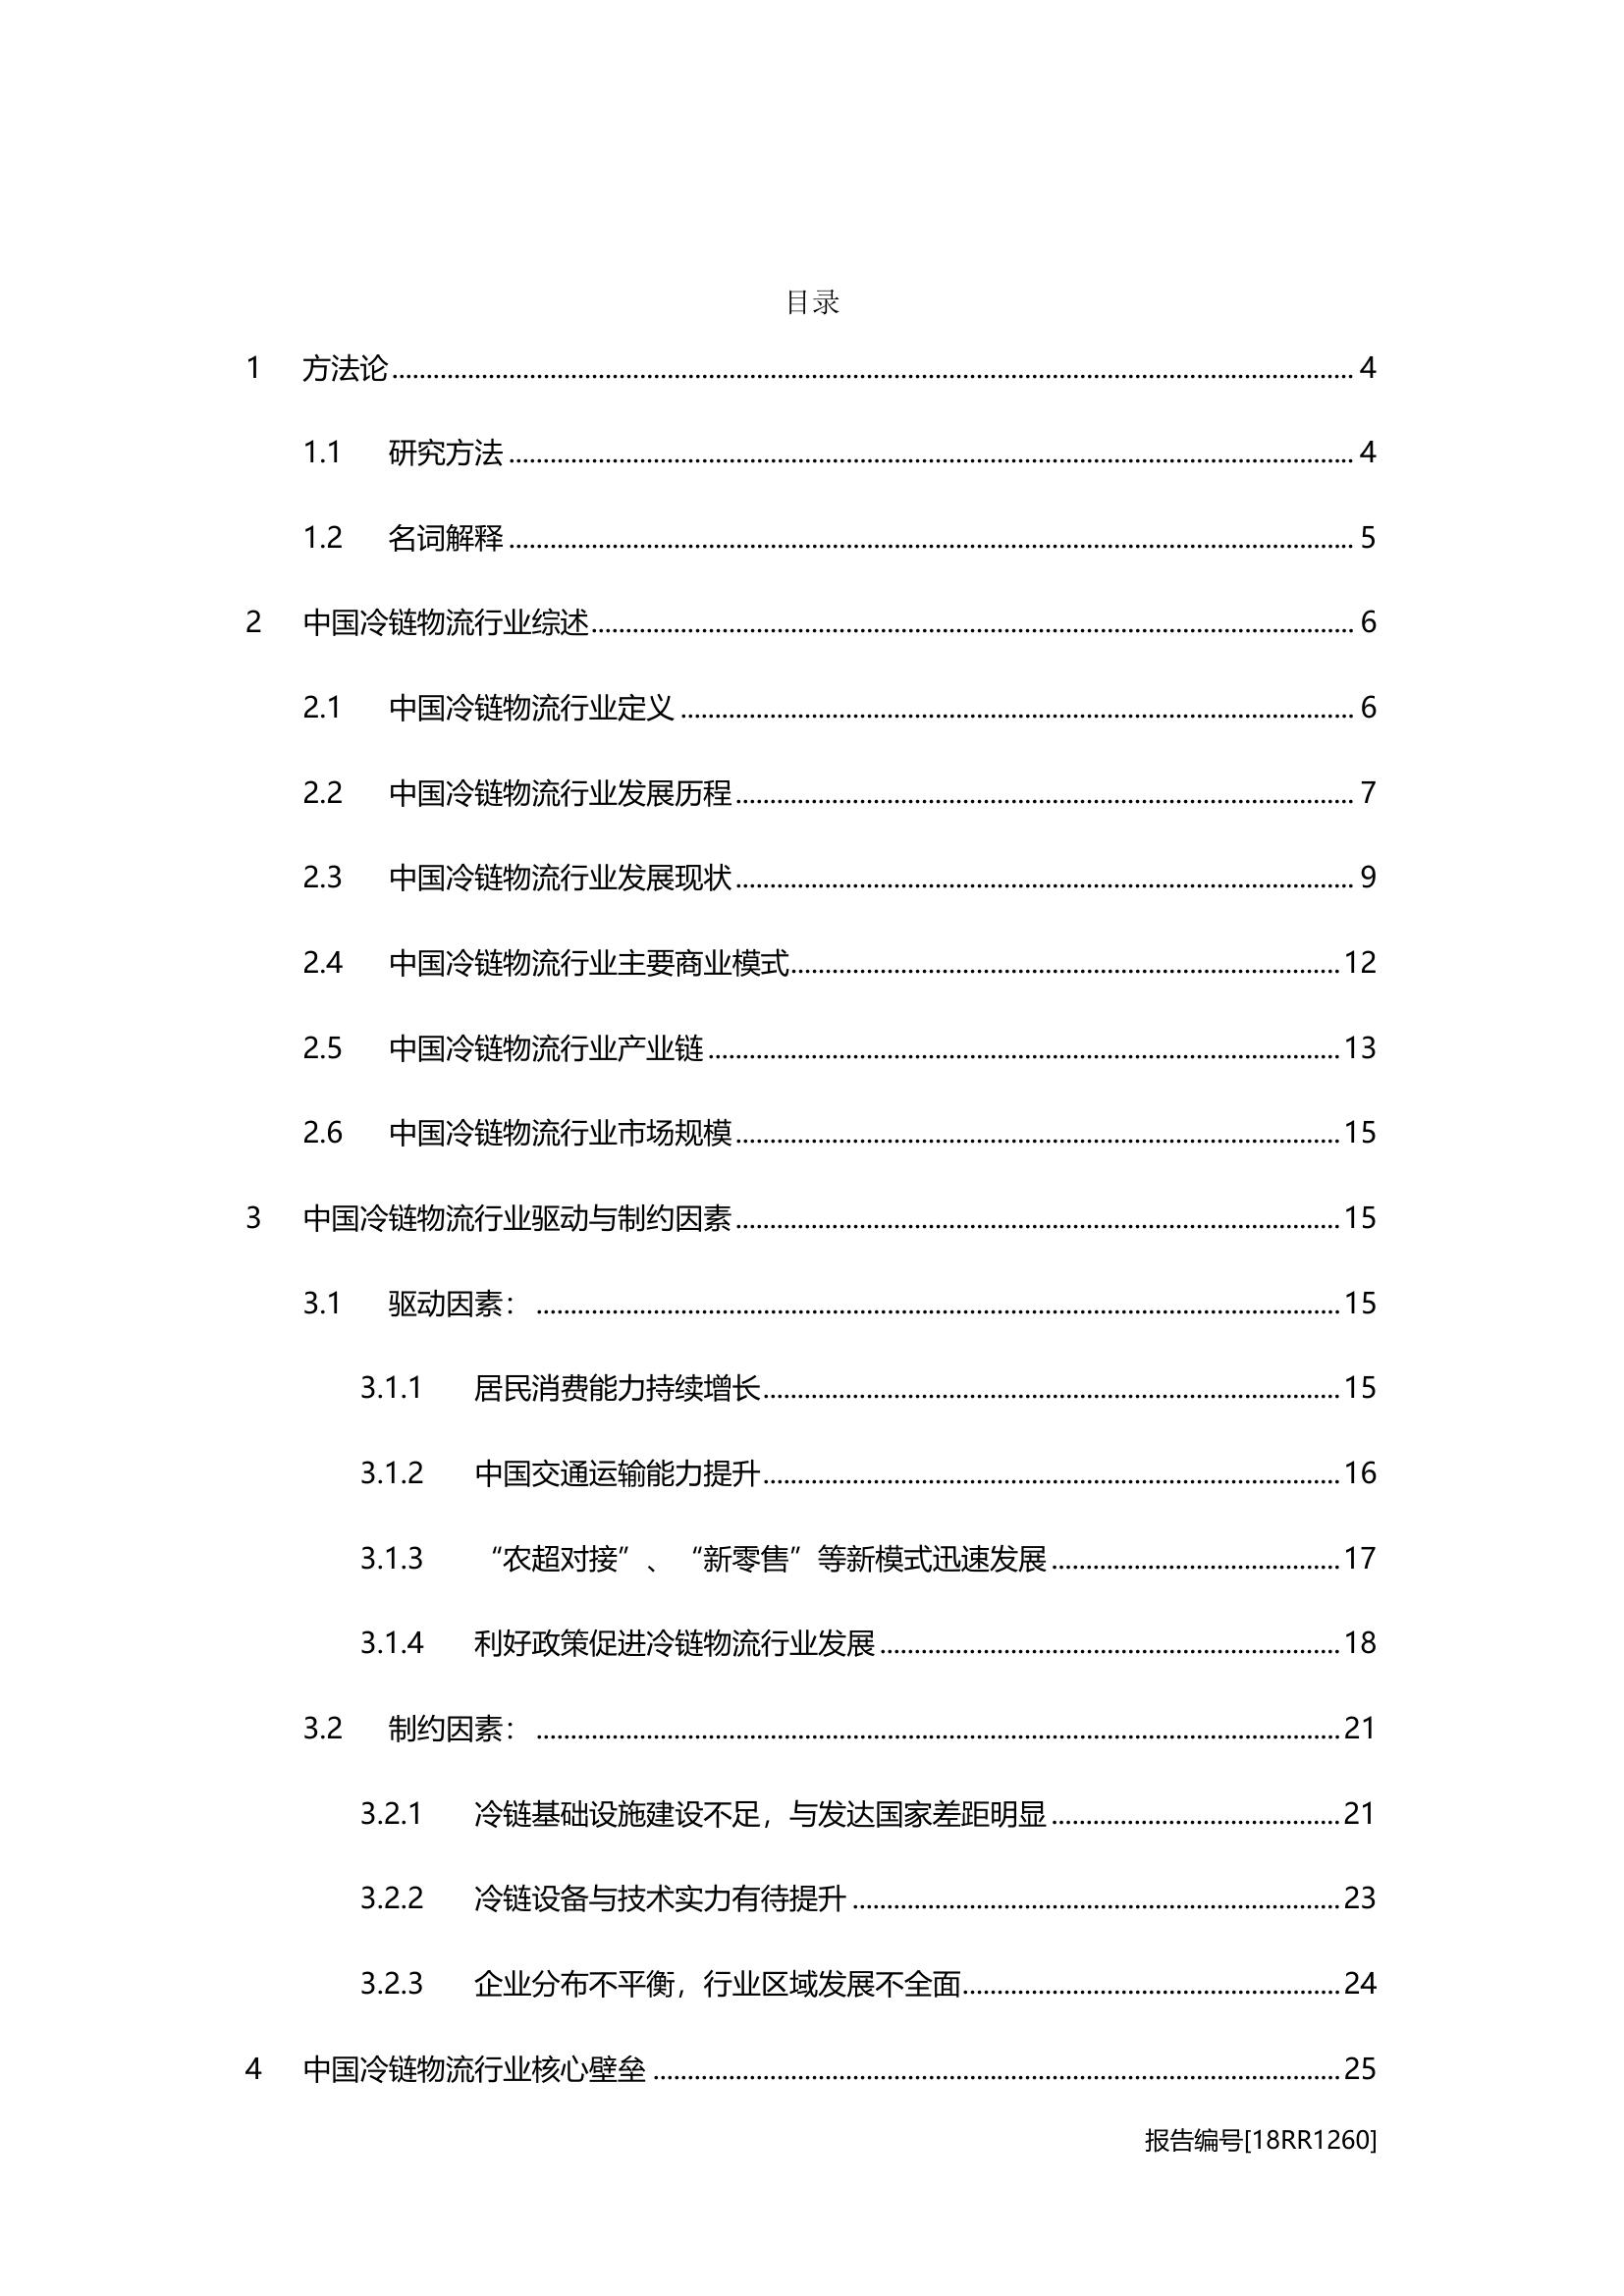 目录
1 方法论 4
1.1 研究方法 4
1.2 名词解释 5
2 中国冷链物流行业综述 6
2.1 中国冷链物流行业定义 6
2.2 中国冷链物流行业发展历程 7
2.3 中国冷链物流行业发展现状 9
2.4 中国冷链物流行业主要商业模式 12
2.5 中国冷链物流行业产业链 13
2.6 中国冷链物流行业市场规模 15
3 中国冷链物流行业驱动与制约因素 15
3.1 驱动因素： 15
3.1.1 居民消费能力持续增长 15
3.1.2 中国交通运输能力提升 16
3.1.3 “农超对接”、“新零售”等新模式迅速发展 17
3.1.4 利好政策促进冷链物流行业发展 18
3.2 制约因素： 21
3.2.1 冷链基础设施建设不足，与发达国家差距明显 21
3.2.2 冷链设备与技术实力有待提升 23
3.2.3 企业分布不平衡，行业区域发展不全面 24
4 中国冷链物流行业核心壁垒 25
报告编号[18RR1260]